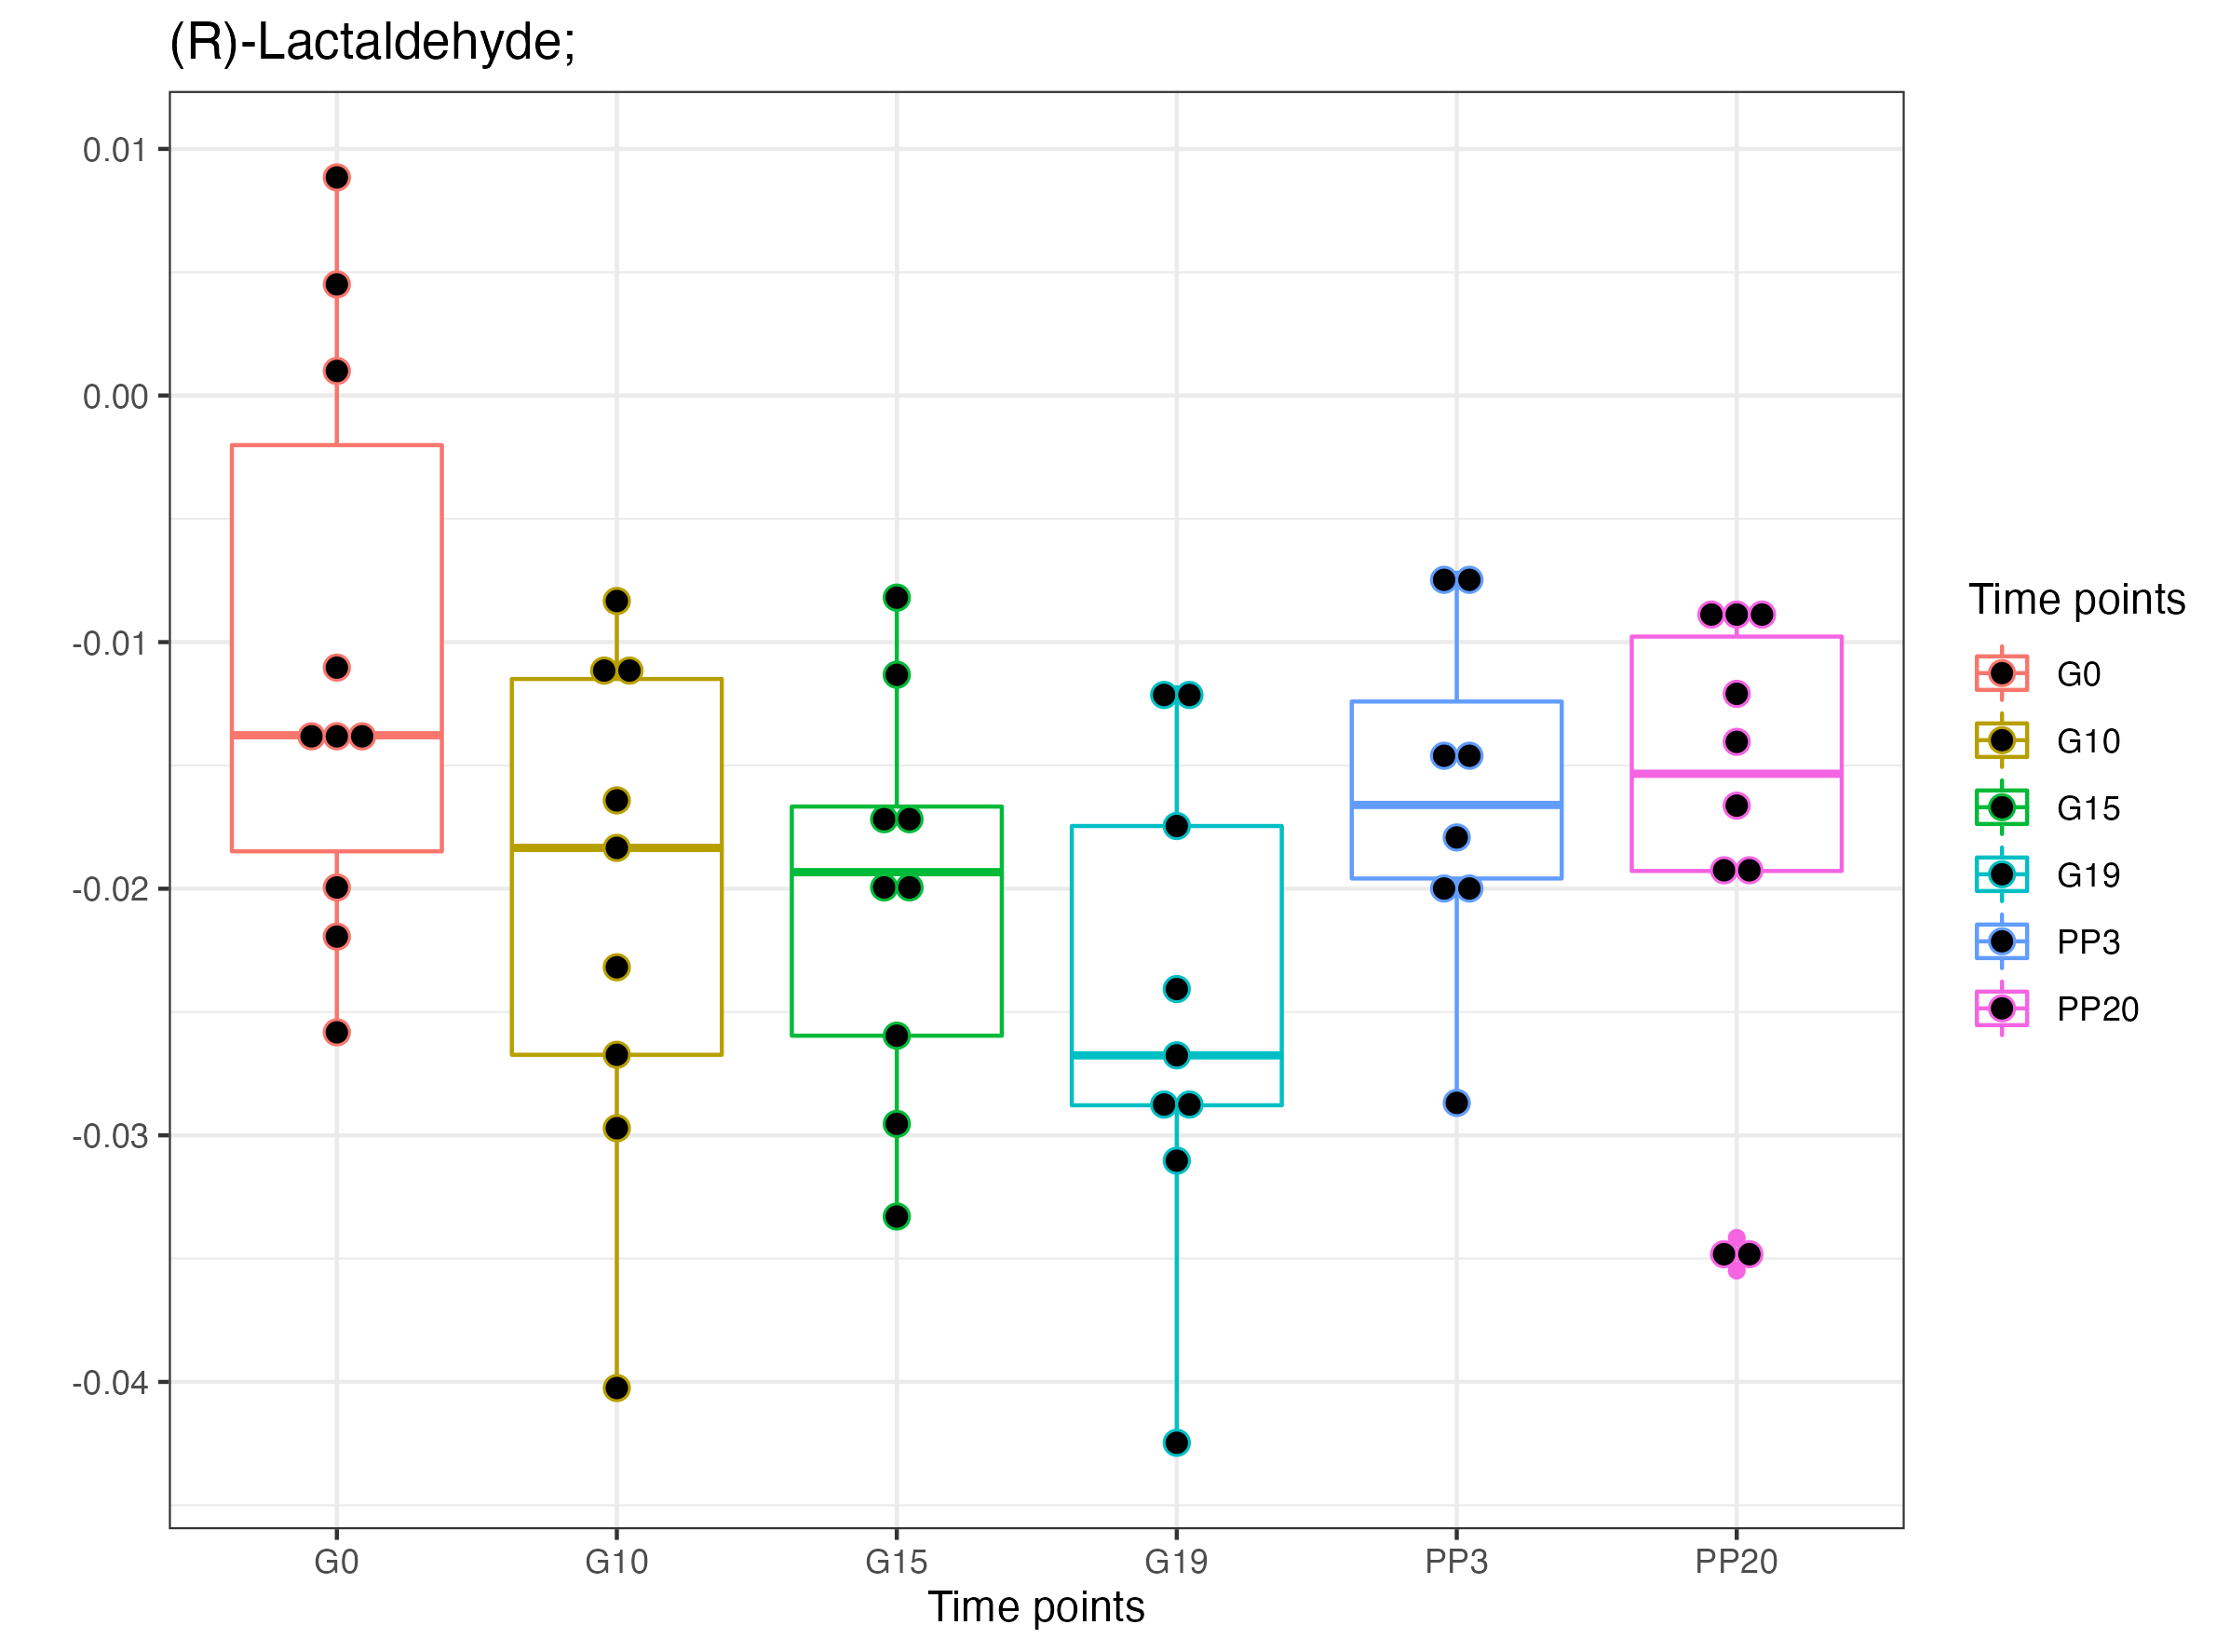 (R)-Lactaldehyde;
0.01
0.00
-0.01
-0.02
-0.03
-0.04
G0 G10 G15 G19 PP3 PP20
Time points
Time points
G0
G10
G15
G19
PP3
PP20